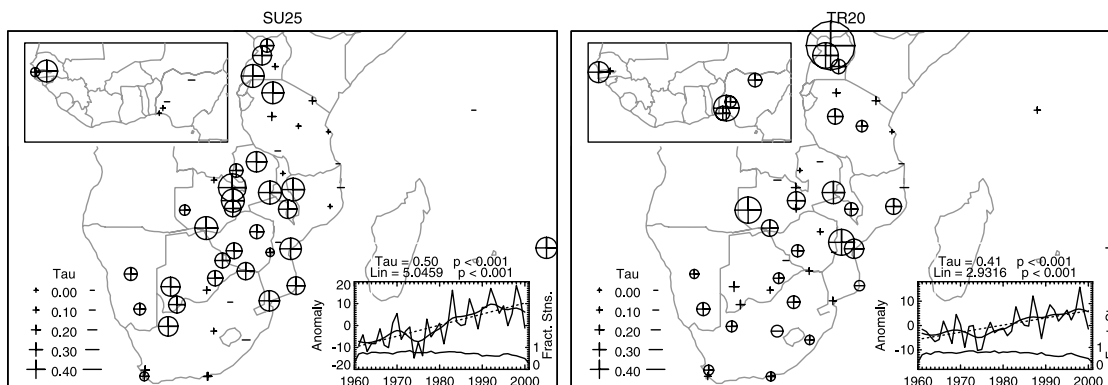 SU25
TR20
Tau
0.00
0.10
0.20
0.30
0.40
Tau = 0.50 p < 0.001
Lin = 5.0459 p < 0.001
20
10
0
-10
-20
Anomaly
Fract. Stns.
1
0
1960 1970 1980 1990 2000
Tau
0.00
0.10
0.20
0.30
0.40
Tau = 0.41 p < 0.001
Lin = 2.9316 p < 0.001
10
0
-10
Anomaly
1
0
1960 1970 1980 1990 2000